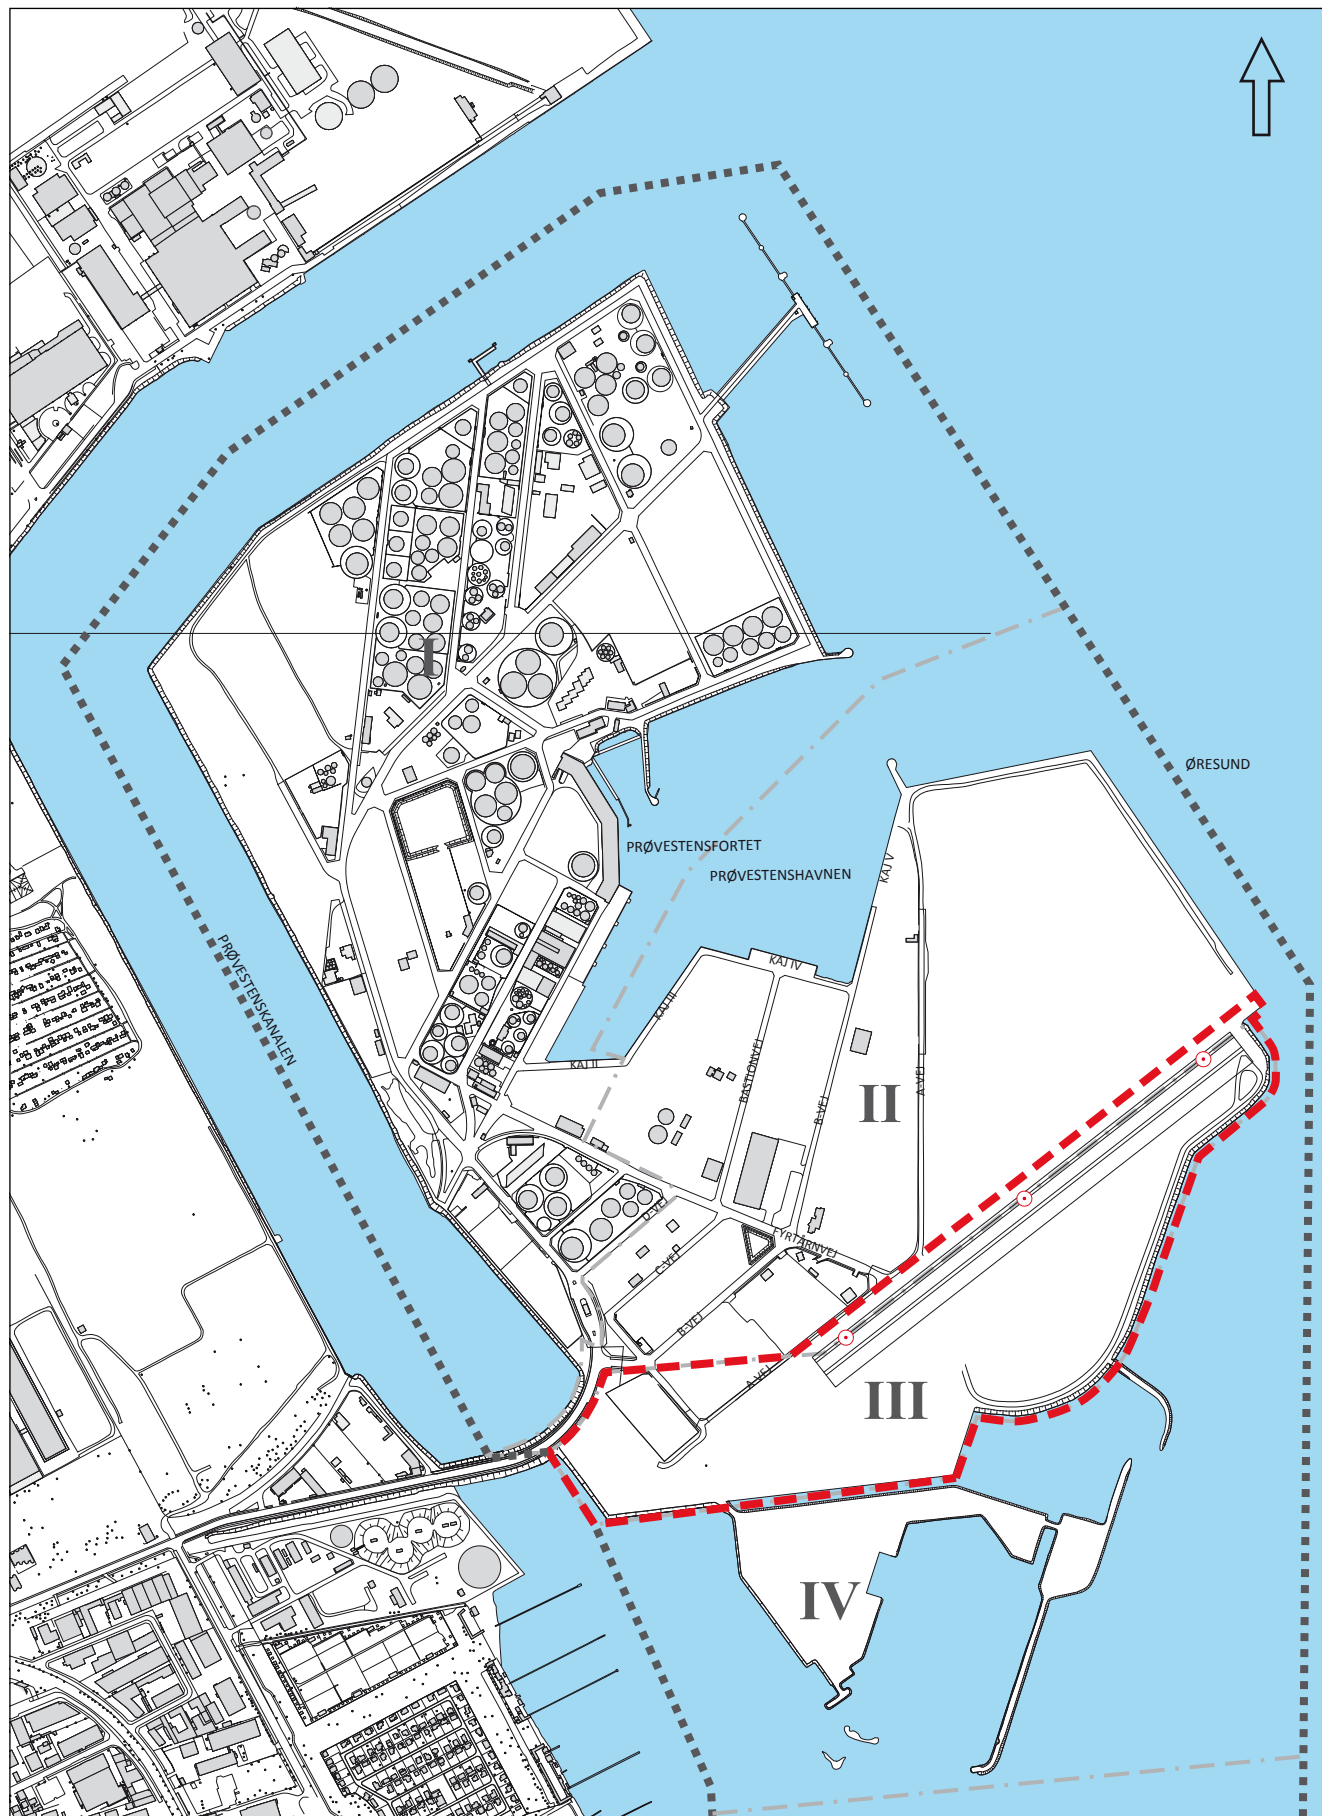 I
ØRESUND
PRØVESTENSFORTET
PRØVESTENSHAVNEN
KAJ V
PRØVESTENSKANALEN
KAJ IV
KAJ III
KAJ II
BASTIONVEJ
B-VEJ
A-VEJ
II
D-VEJ
C-VEJ
FYRTÅRNVEJ
B-VEJ
A-VEJ
III
IV